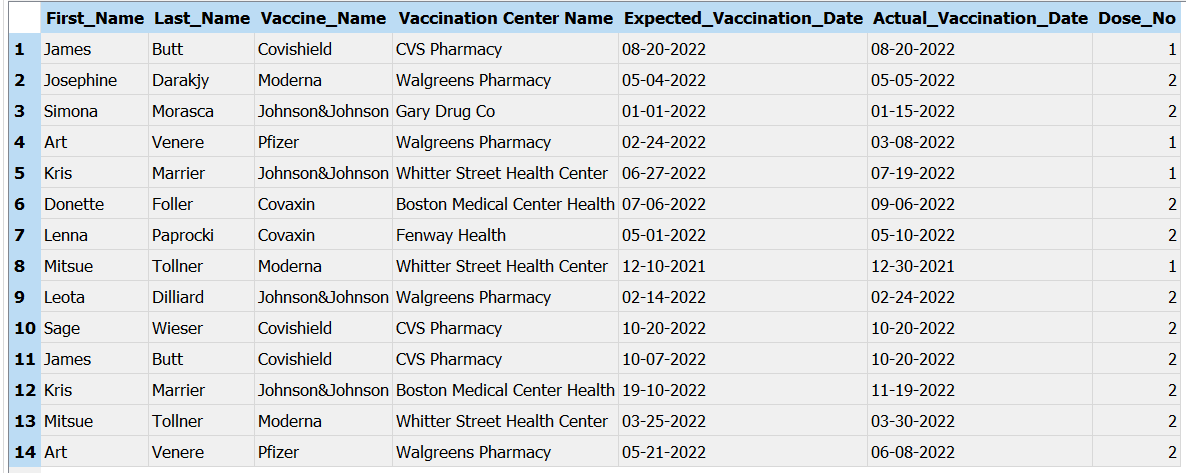 First_Name Last_Name Vaccine_Name Vaccination Center Name Expected_Vaccination_Date Actual_Vaccination_Date Dose_No
1 James Butt Covishield CVS Pharmacy 08-20-2022 08-20-2022 1
2 Josephine Darakjy Moderna Walgreens Pharmacy 05-04-2022 05-05-2022 2
3 Simona Morasca Johnson&Johnson Gary Drug Co 01-01-2022 01-15-2022 2
4 Art Venere Pfizer Walgreens Pharmacy 02-24-2022 03-08-2022 1
5 Kris Marrier Johnson&Johnson Whitter Street Health Center 06-27-2022 07-19-2022 1
6 Donette Foller Covaxin Boston Medical Center Health 07-06-2022 09-06-2022 2
7 Lenna Paprocki Covaxin Fenway Health 05-01-2022 05-10-2022 2
8 Mitsue Tollner Moderna Whitter Street Health Center 12-10-2021 12-30-2021 1
9 Leota Dilliard Johnson&Johnson Walgreens Pharmacy 02-14-2022 02-24-2022 2
10 Sage Wieser Covishield CVS Pharmacy 10-20-2022 10-20-2022 2
11 James Butt Covishield CVS Pharmacy 10-07-2022 10-20-2022 2
12 Kris Marrier Johnson&Johnson Boston Medical Center Health 19-10-2022 11-19-2022 2
13 Mitsue Tollner Moderna Whitter Street Health Center 03-25-2022 03-30-2022 2
14 Art Venere Pfizer Walgreens Pharmacy 05-21-2022 06-08-2022 2